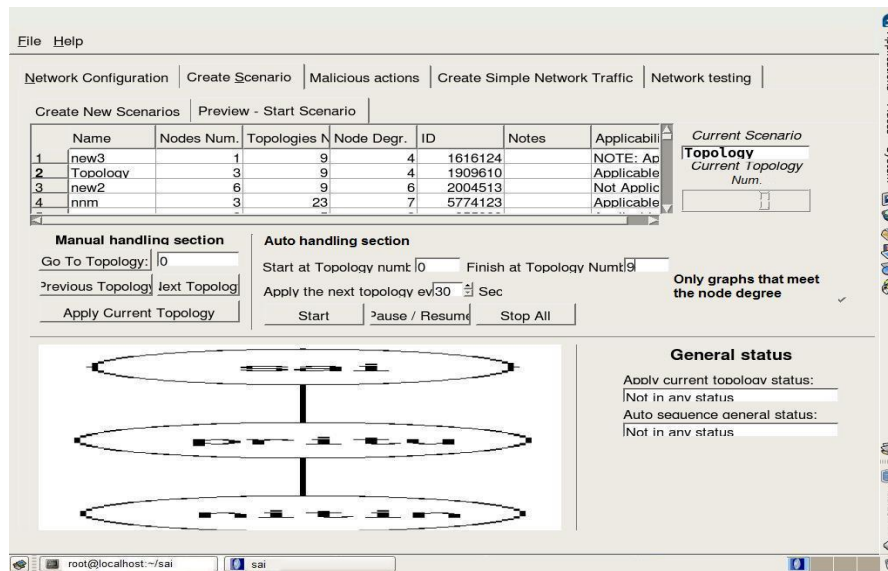 File Help
Network Configuration Create Scenario Malicious actions Create Simple Network Traffic Network testing
Create New Scenarios Preview - Start Scenario
Name Nodes Num. Topologies N Node Degr. ID Notes Applicabili
1 new3 1 9 4 1616124 NOTE: Ap
2 Topology 3 9 4 1909610 Applicable
3 new2 6 9 6 2004513 Not Applic
4 nnm 3 23 7 5774123 Applicable
Current Scenario
Topology
Current Topology
Num.
Manual handling section
Go To Topology: 0
Previous Topology Next Topolog
Apply Current Topology
Auto handling section
Start at Topology numb 0 Finish at Topology Numb 9
Apply the next topology ev 30 Sec
Start Pause / Resume Stop All
Only graphs that meet
the node degree
sai
pritu
nitin
General status
Apply current topology status:
Not in any status
Auto sequence general status:
Not in any status
root@localhost:~/sai sai